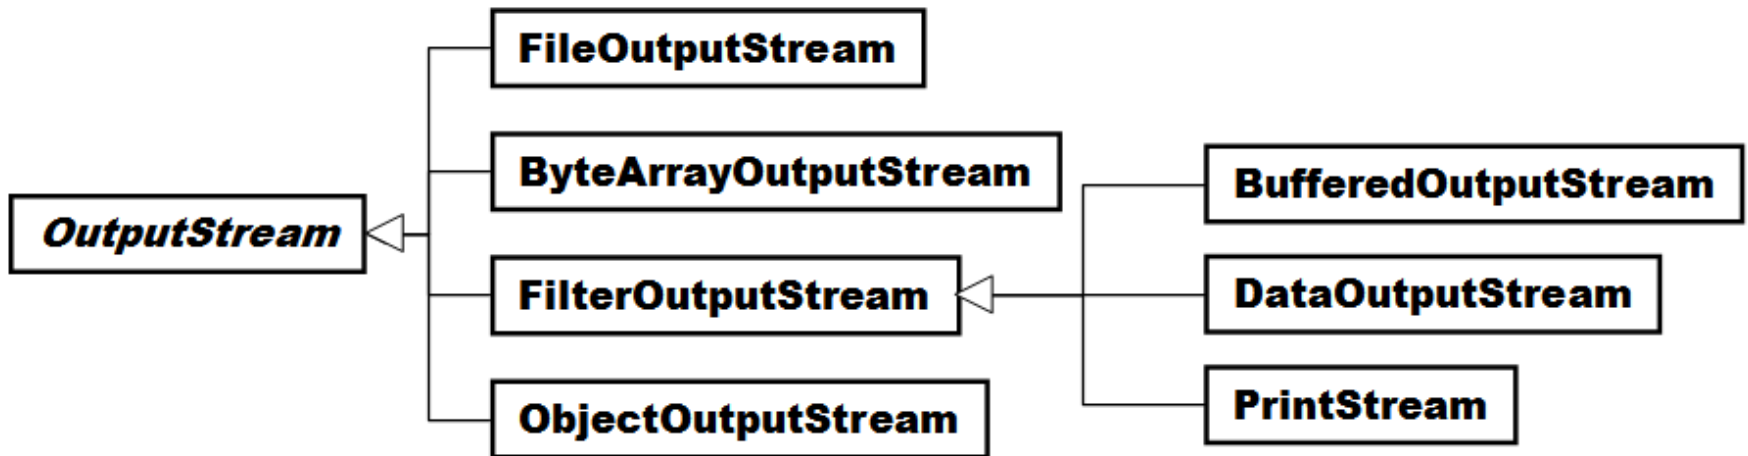 FileOutputStream
ByteArrayOutputStream
BufferedOutputStream
OutputStream
FilterOutputStream
DataOutputStream
ObjectOutputStream
PrintStream